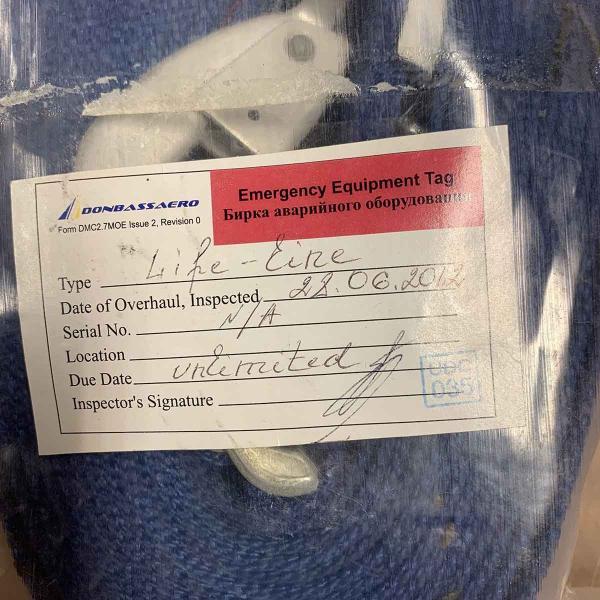 DONBASSAERO
Form DMC2.7MOE Issue 2, Revision 0
Emergency Equipment Tag
Бирка аварийного оборудования
Type Life-Line
Date of Overhaul, Inspected 28.06.2012
Serial No. N/A
Location
Due Date unlimited
Inspector's Signature
035